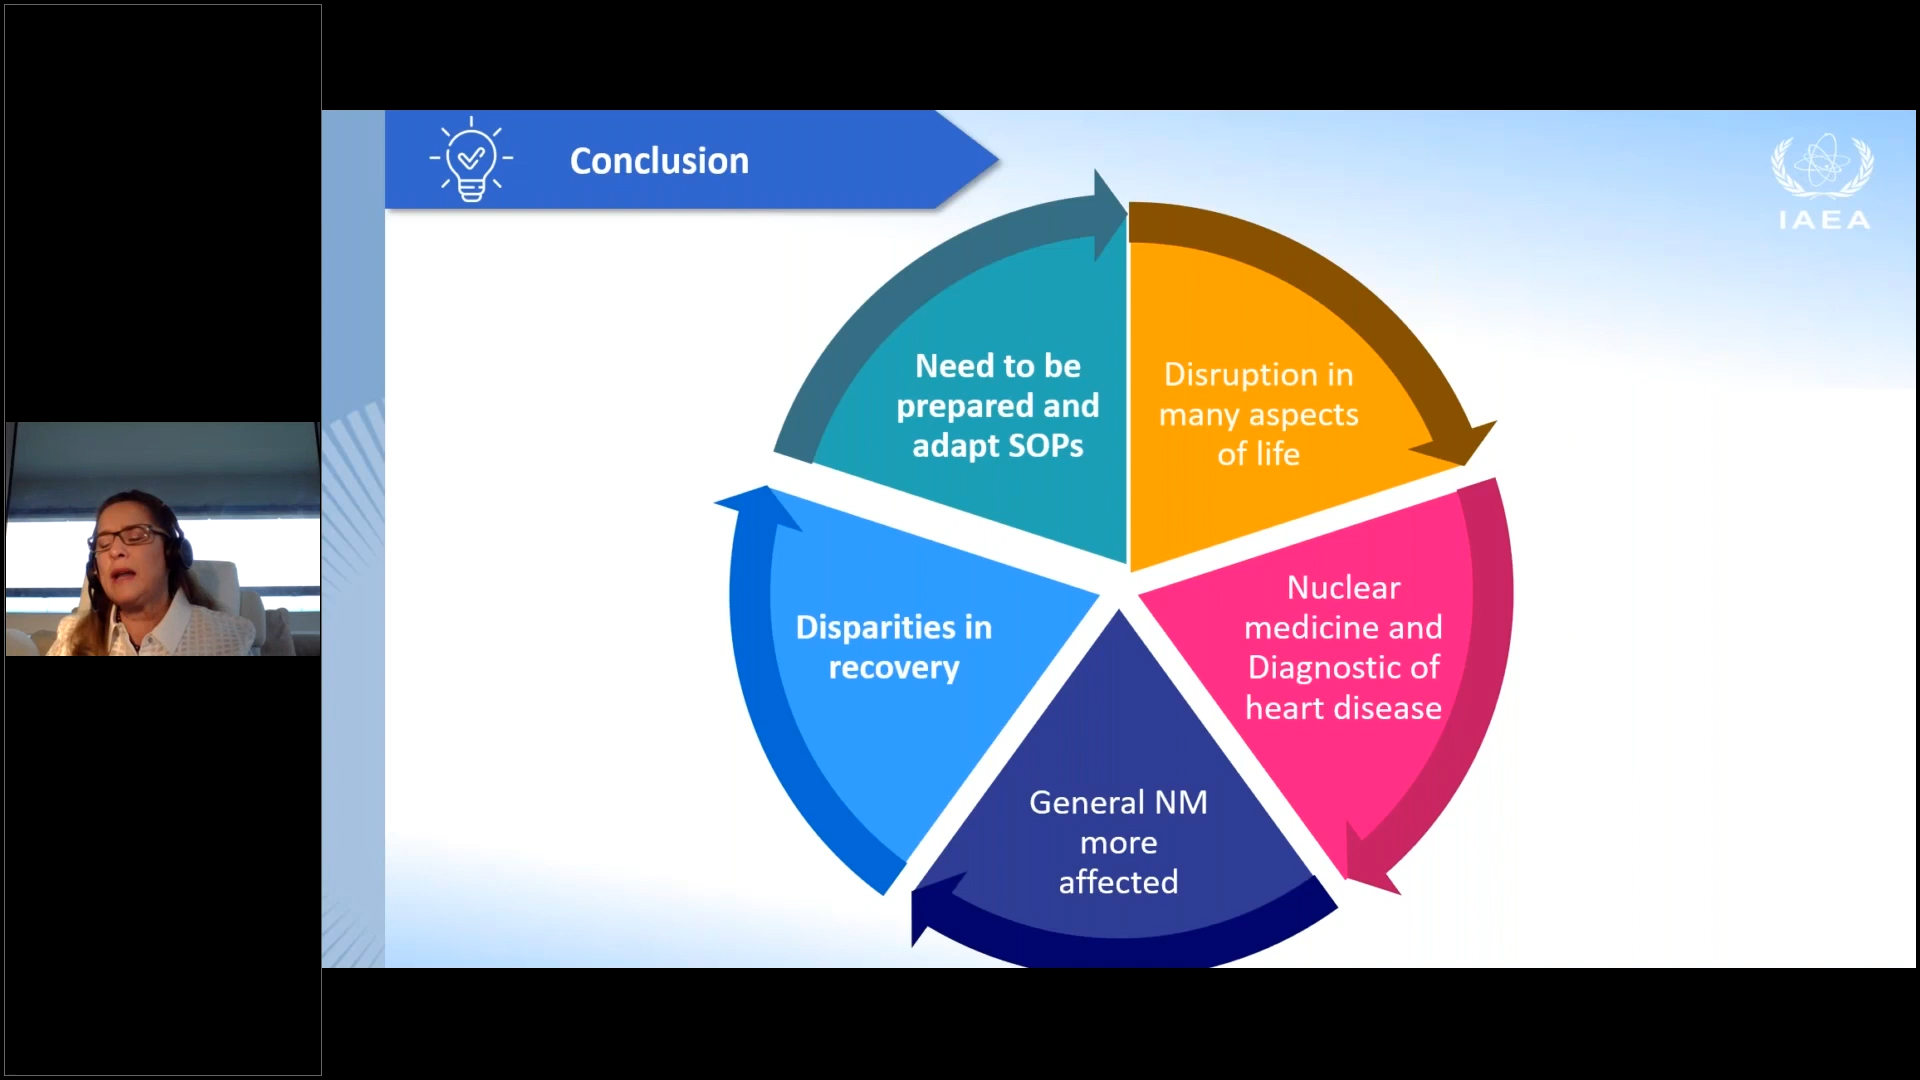 Conclusion
IAEA
Need to be
prepared and
adapt SOPs
Disruption in
many aspects
of life
Nuclear
medicine and
Diagnostic of
heart disease
General NM
more
affected
Disparities in
recovery